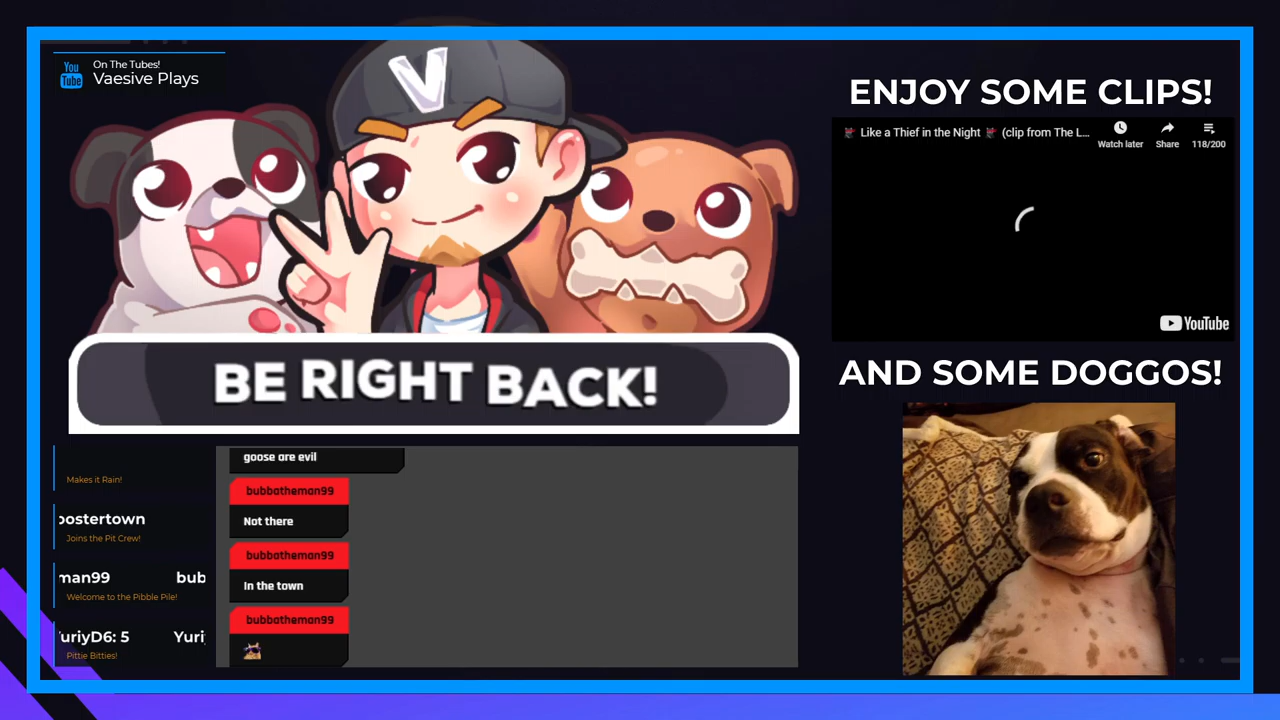 You
Tube
On The Tubes!
Vaesive Plays
V
BE RIGHT BACK!
Makes it Rain!
oostertown
Joins the Pit Crew!
man99 bub
Welcome to the Pibble Pile!
YuriyD6: 5 Yuri
Pittie Bitties!
goose are evil
bubbatheman99
Not there
bubbatheman99
In the town
bubbatheman99
ENJOY SOME CLIPS!
Like a Thief in the Night (clip from The L...
Watch later
Share
118/200
YouTube
AND SOME DOGGOS!